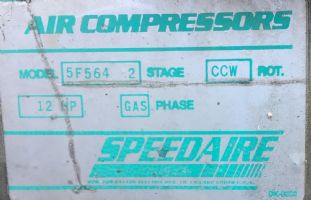 AIR COMPRESSORS
MODEL 5F564 2 STAGE CCW ROT.
12 HP, GAS PHASE
SPEEDAIRE